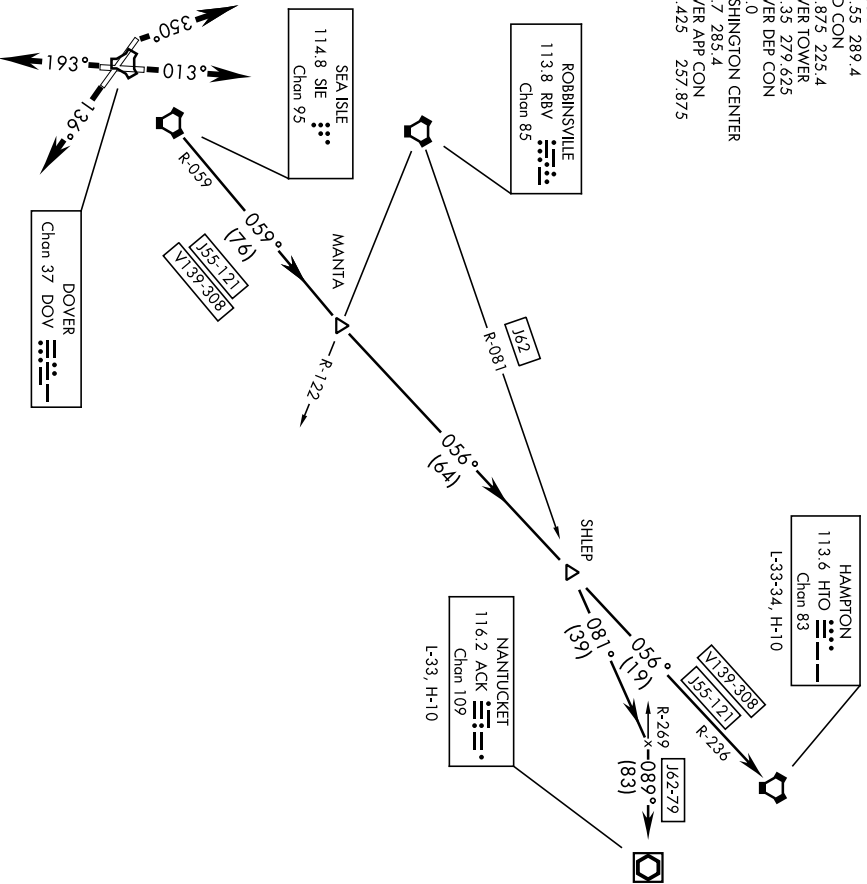 .55 289.4
D CON
.875 225.4
VER TOWER
.35 279.625
VER DEP CON
.0
SHINGTON CENTER
.7 285.4
VER APP CON
.425 257.875
ROBBINSVILLE
113.8 RBV
Chan 85
SEA ISLE
114.8 SIE
Chan 95
350°
193°
013°
136°
DOVER
Chan 37 DOV
R-059
059°
(76)
J55-121
V139-308
MANTA
R-122
J62
R-081
056°
(64)
SHLEP
HAMPTON
113.6 HTO
Chan 83
L-33-34, H-10
056°
(19)
V139-308
J55-121
R-236
081°
(39)
R-269
x
J62-79
089°
(83)
NANTUCKET
116.2 ACK
Chan 109
L-33, H-10